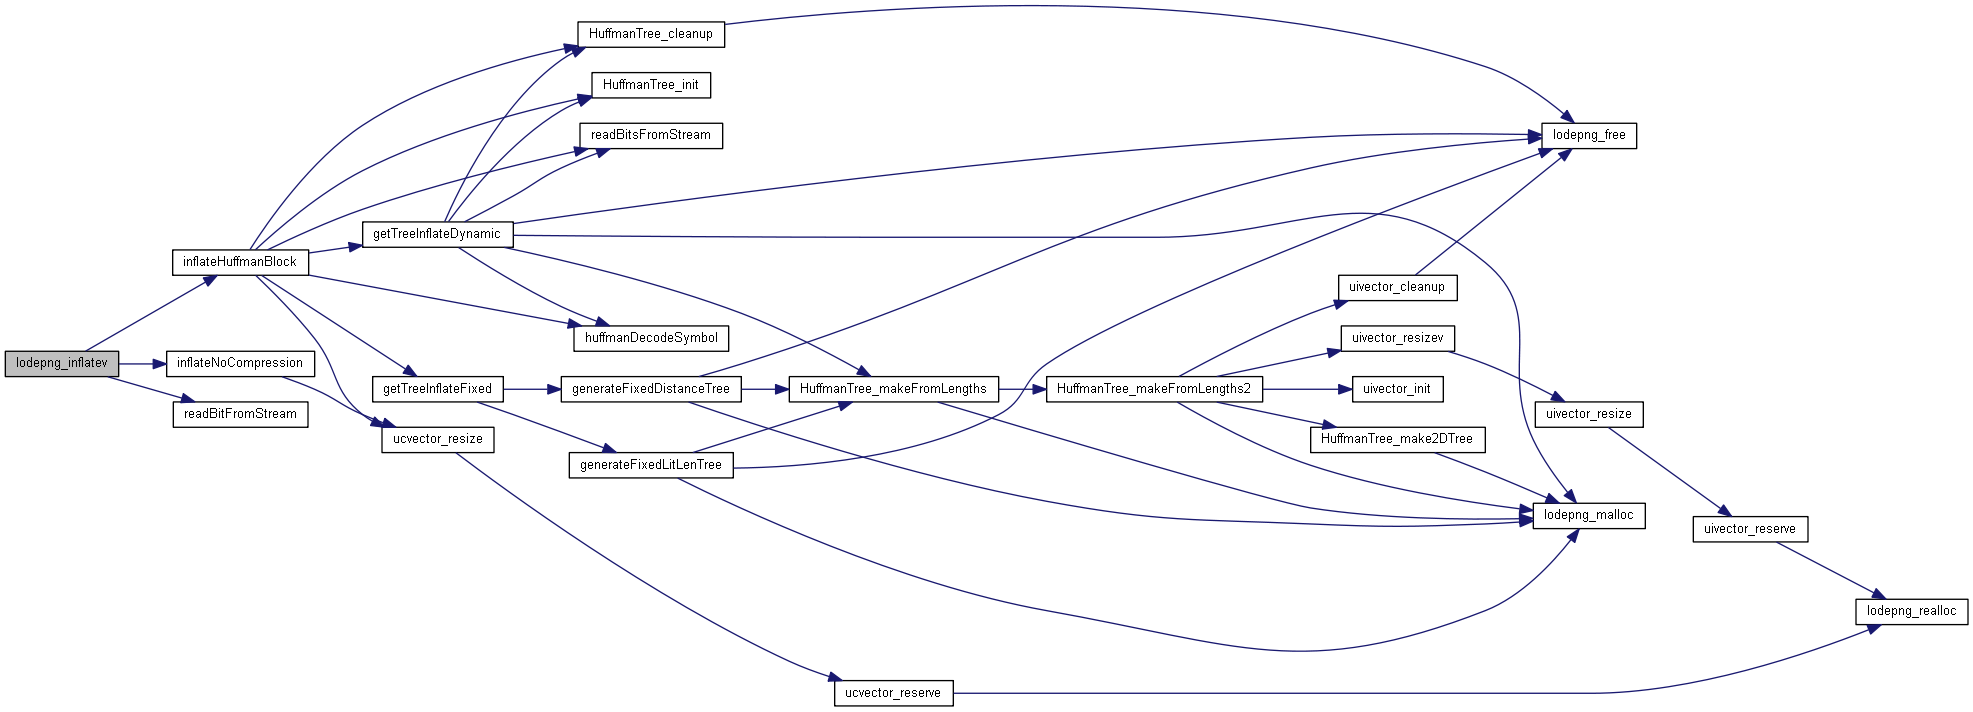 HuffmanTree_cleanup
HuffmanTree_init
readBitsFromStream
lodepng_free
getTreeInflateDynamic
inflateHuffmanBlock
uivector_cleanup
huffmanDecodeSymbol
uivector_resizev
lodepng_inflatev
inflateNoCompression
getTreeInflateFixed
generateFixedDistanceTree
HuffmanTree_makeFromLengths
HuffmanTree_makeFromLengths2
uivector_init
readBitFromStream
uivector_resize
ucvector_resize
HuffmanTree_make2DTree
generateFixedLitLenTree
lodepng_malloc
uivector_reserve
lodepng_realloc
ucvector_reserve